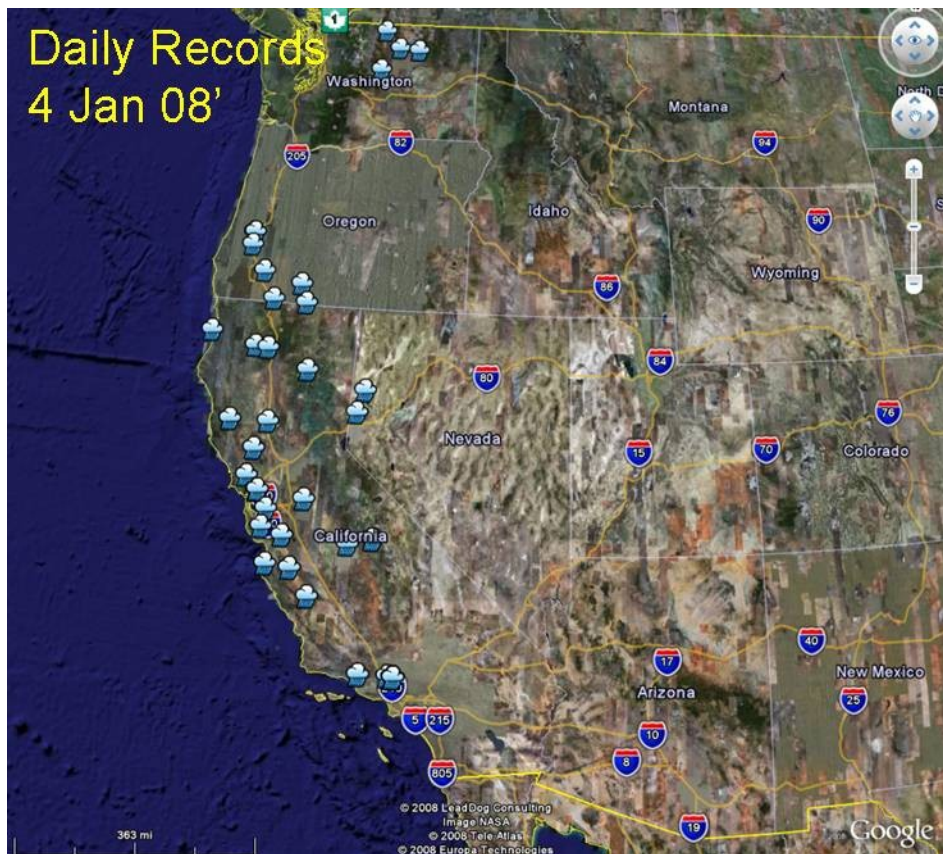 Daily Records
4 Jan 08'
1
Washington
Montana
North D
205
82
94
Oregon
Idaho
90
S
Wyoming
86
84
80
76
Nevada
15
70
Colorado
California
40
17
New Mexico
Arizona
25
5
215
10
8
805
19
© 2008 LeadDog Consulting
Image NASA
© 2008 Tele Atlas
© 2008 Europa Technologies
363 mi
Google